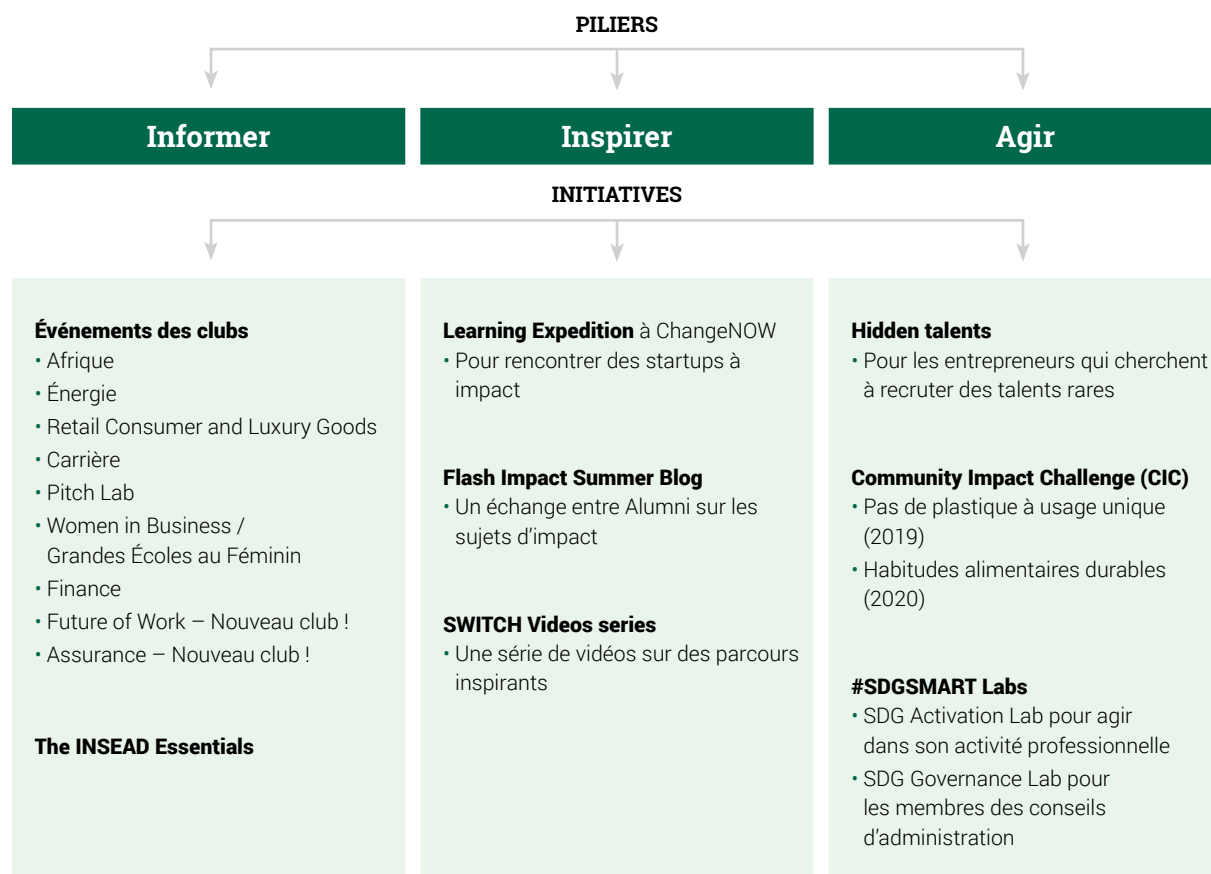 PILIERS
Informer
Inspirer
Agir
INITIATIVES
Événements des clubs
• Afrique
• Énergie
• Retail Consumer and Luxury Goods
• Carrière
• Pitch Lab
• Women in Business /
Grandes Écoles au Féminin
• Finance
• Future of Work – Nouveau club !
• Assurance – Nouveau club !
The INSEAD Essentials
Learning Expedition à ChangeNOW
• Pour rencontrer des startups à
impact
Flash Impact Summer Blog
• Un échange entre Alumni sur les
sujets d’impact
SWITCH Videos series
• Une série de vidéos sur des parcours
inspirants
Hidden talents
• Pour les entrepreneurs qui cherchent
à recruter des talents rares
Community Impact Challenge (CIC)
• Pas de plastique à usage unique
(2019)
• Habitudes alimentaires durables
(2020)
#SDGSMART Labs
• SDG Activation Lab pour agir
dans son activité professionnelle
• SDG Governance Lab pour
les membres des conseils
d’administration